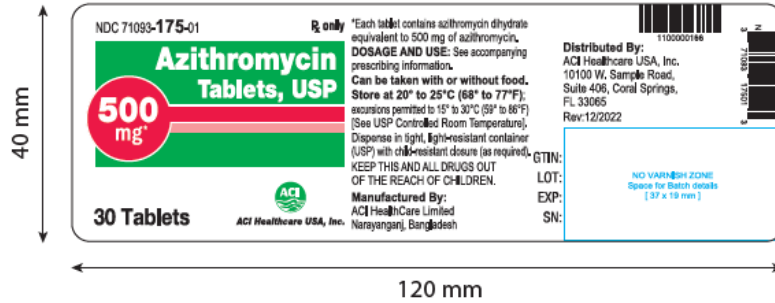 NDC 71093-175-01
Rx only
Azithromycin
Tablets, USP
500
mg*
30 Tablets
ACI
ACI Healthcare USA, Inc.
*Each tablet contains azithromycin dihydrate
equivalent to 500 mg of azithromycin.
DOSAGE AND USE: See accompanying
prescribing information.
Can be taken with or without food.
Store at 20° to 25°C (68° to 77°F);
excursions permitted to 15° to 30°C (59° to 86°F)
[See USP Controlled Room Temperature].
Dispense in tight, light-resistant container
(USP) with child-resistant closure (as required).
KEEP THIS AND ALL DRUGS OUT
OF THE REACH OF CHILDREN.
Manufactured By:
ACI HealthCare Limited
Narayanganj, Bangladesh
1100000166
Distributed By:
ACI Healthcare USA, Inc.
10100 W. Sample Road,
Suite 406, Coral Springs,
FL 33065
Rev:12/2022
N
3 71093 17501 3
GTIN:
LOT:
EXP:
SN:
NO VARNISH ZONE
Space for Batch details
[ 37 x 19 mm ]
40 mm
120 mm